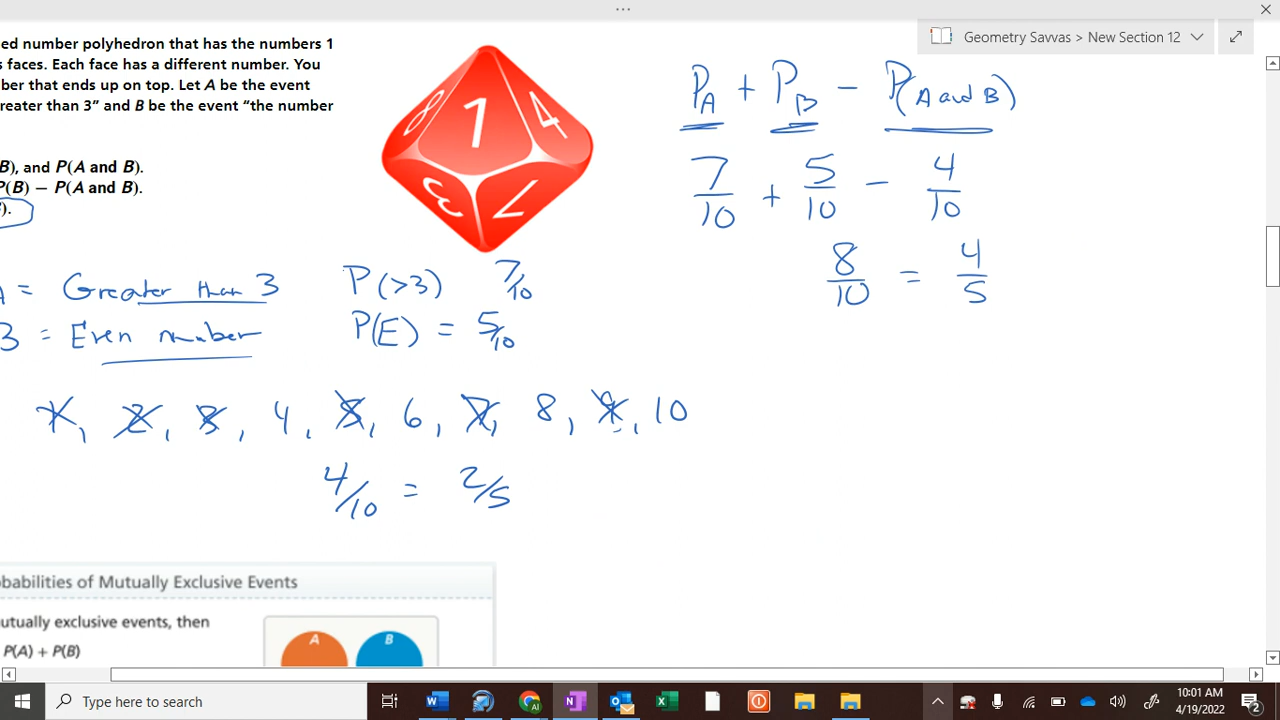 Geometry Savvas > New Section 12
ed number polyhedron that has the numbers 1
s faces. Each face has a different number. You
ber that ends up on top. Let A be the event
reater than 3" and B be the event "the number
B), and P(A and B).
P(B) − P(A and B).
).
8 1 4
3 7
P_A + P_B − P(A and B)
7/10 + 5/10 − 4/10
8/10 = 4/5
A = Greater than 3 P(>3) 7/10
B = Even number P(E) = 5/10
1, 2, 3, 4, 5, 6, 7, 8, 9, 10
4/10 = 2/5
obabilities of Mutually Exclusive Events
utually exclusive events, then
P(A) + P(B)
A B
Type here to search
10:01 AM
4/19/2022
2